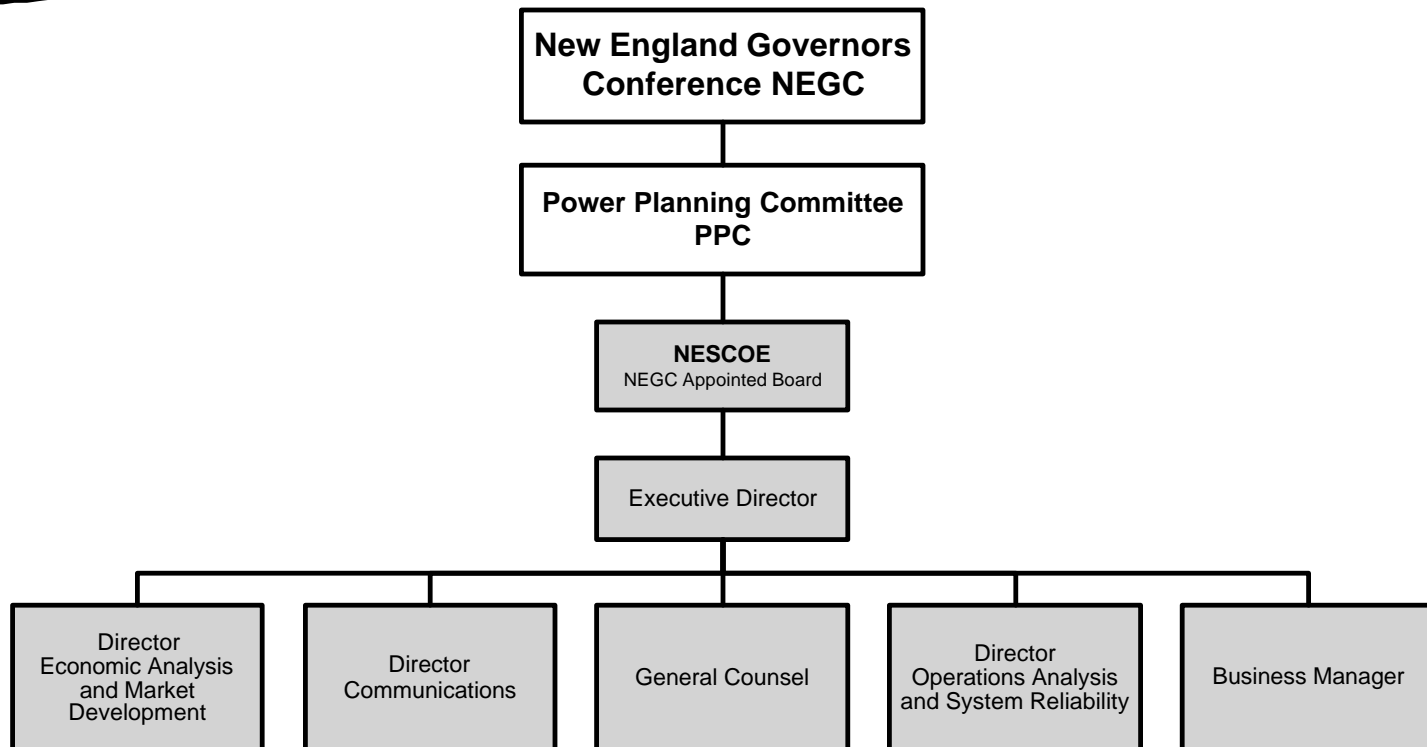 New England Governors
Conference NEGC
Power Planning Committee
PPC
NESCOE
NEGC Appointed Board
Executive Director
Director
Economic Analysis
and Market
Development
Director
Communications
General Counsel
Director
Operations Analysis
and System Reliability
Business Manager